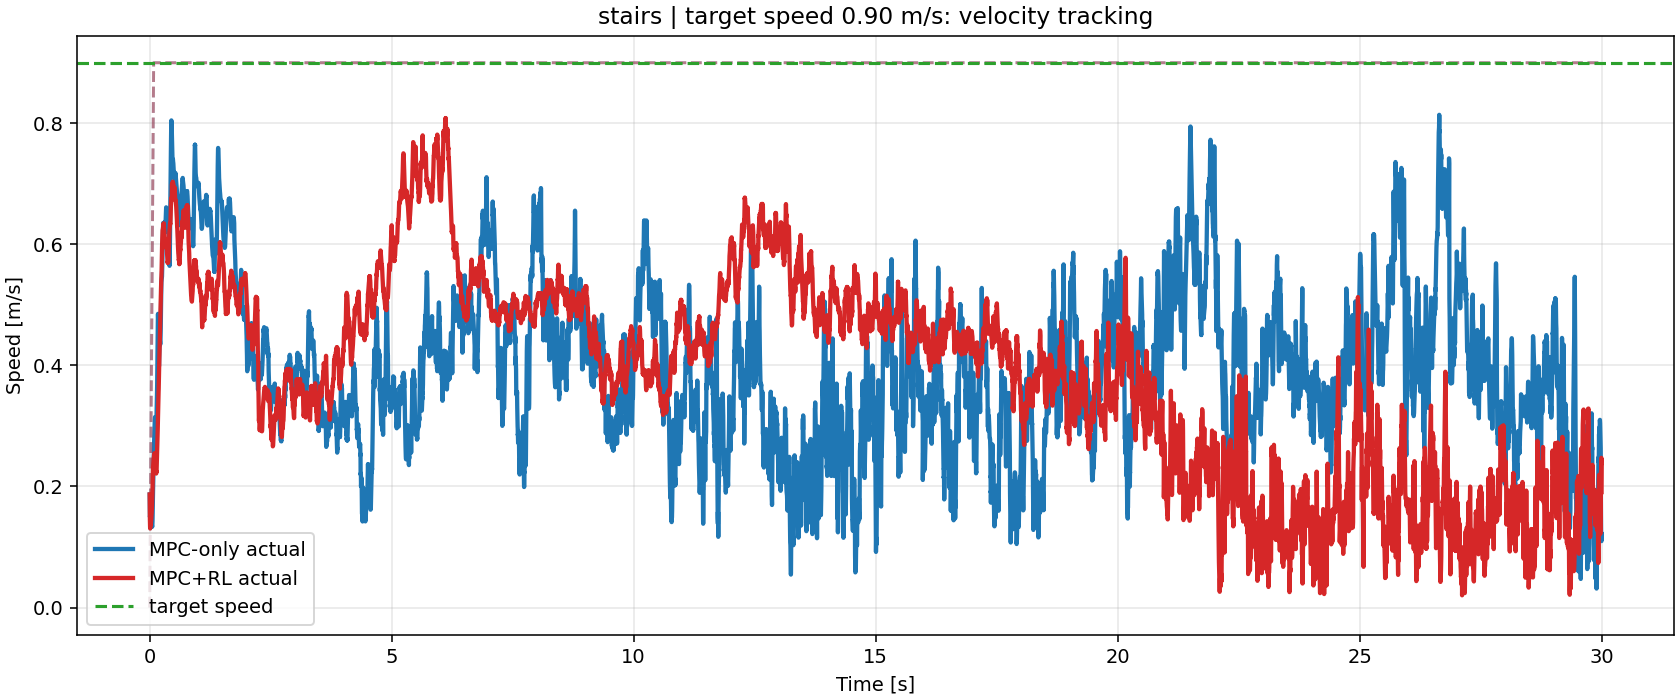 stairs | target speed 0.90 m/s: velocity tracking
Speed [m/s]
0.8
0.6
0.4
0.2
0.0
MPC-only actual
MPC+RL actual
target speed
0 5 10 15 20 25 30
Time [s]